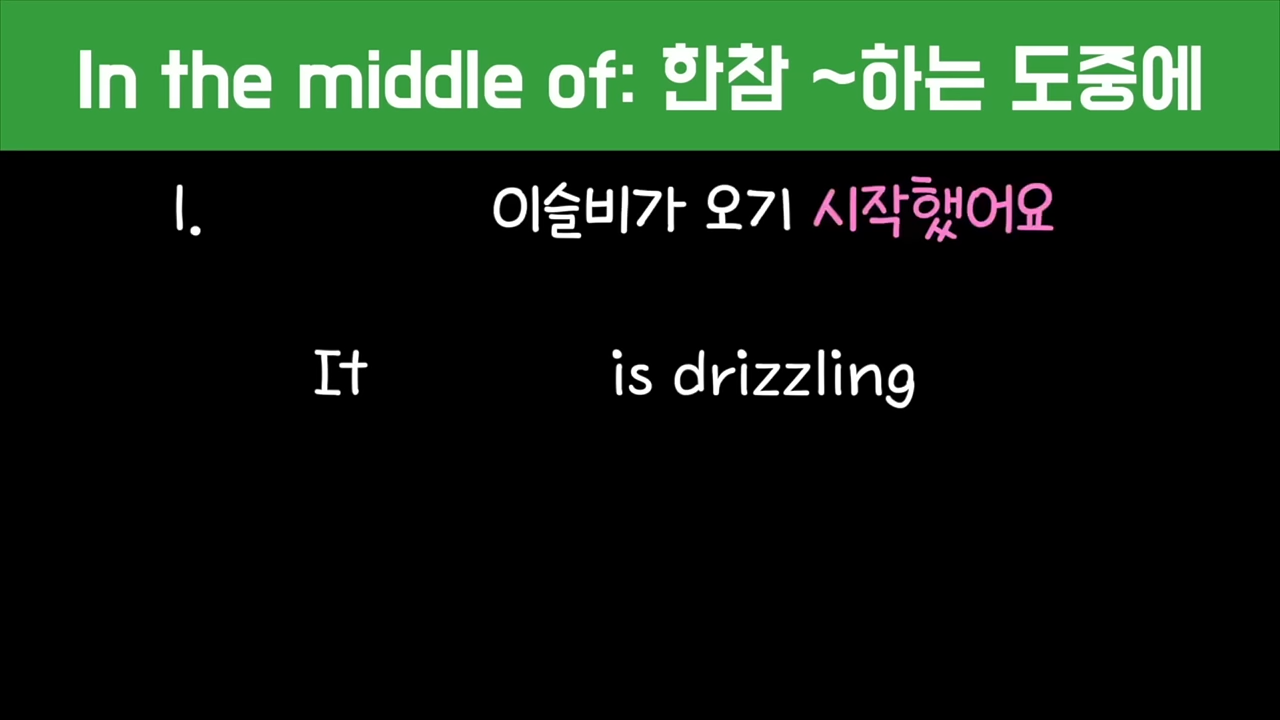 In the middle of: 한참 ~하는 도중에
1. 이슬비가 오기 시작했어요
It is drizzling